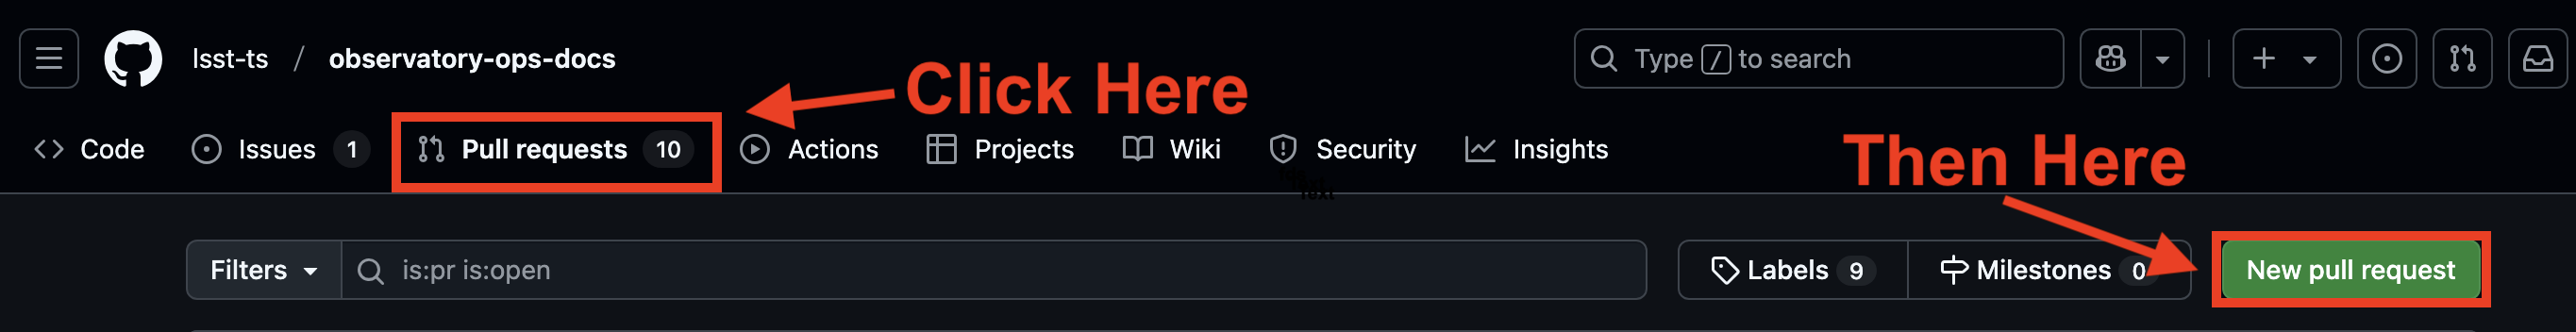 lsst-ts / observatory-ops-docs
Type / to search
Click Here
Code
Issues 1
Pull requests 10
Actions
Projects
Wiki
Security
Insights
Then Here
Filters
is:pr is:open
Labels 9
Milestones 0
New pull request